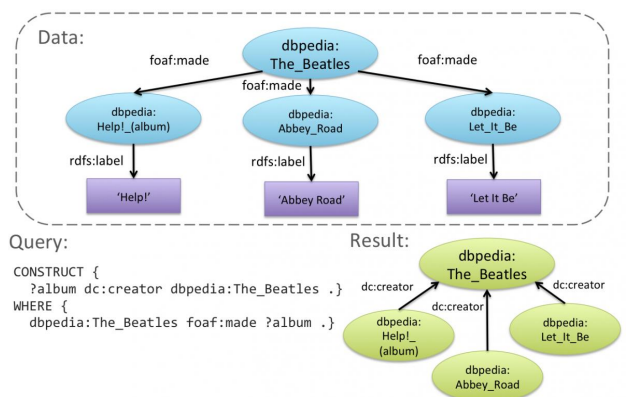 Data:
dbpedia:
The_Beatles
foaf:made
foaf:made
foaf:made
dbpedia:
Help!_(album)
dbpedia:
Abbey_Road
dbpedia:
Let_It_Be
rdfs:label
rdfs:label
rdfs:label
'Help!'
'Abbey Road'
'Let It Be'
Query:
CONSTRUCT {
?album dc:creator dbpedia:The_Beatles .}
WHERE {
dbpedia:The_Beatles foaf:made ?album .}
Result:
dbpedia:
The_Beatles
dc:creator
dc:creator
dc:creator
dbpedia:
Help!_
(album)
dbpedia:
Abbey_Road
dbpedia:
Let_It_Be